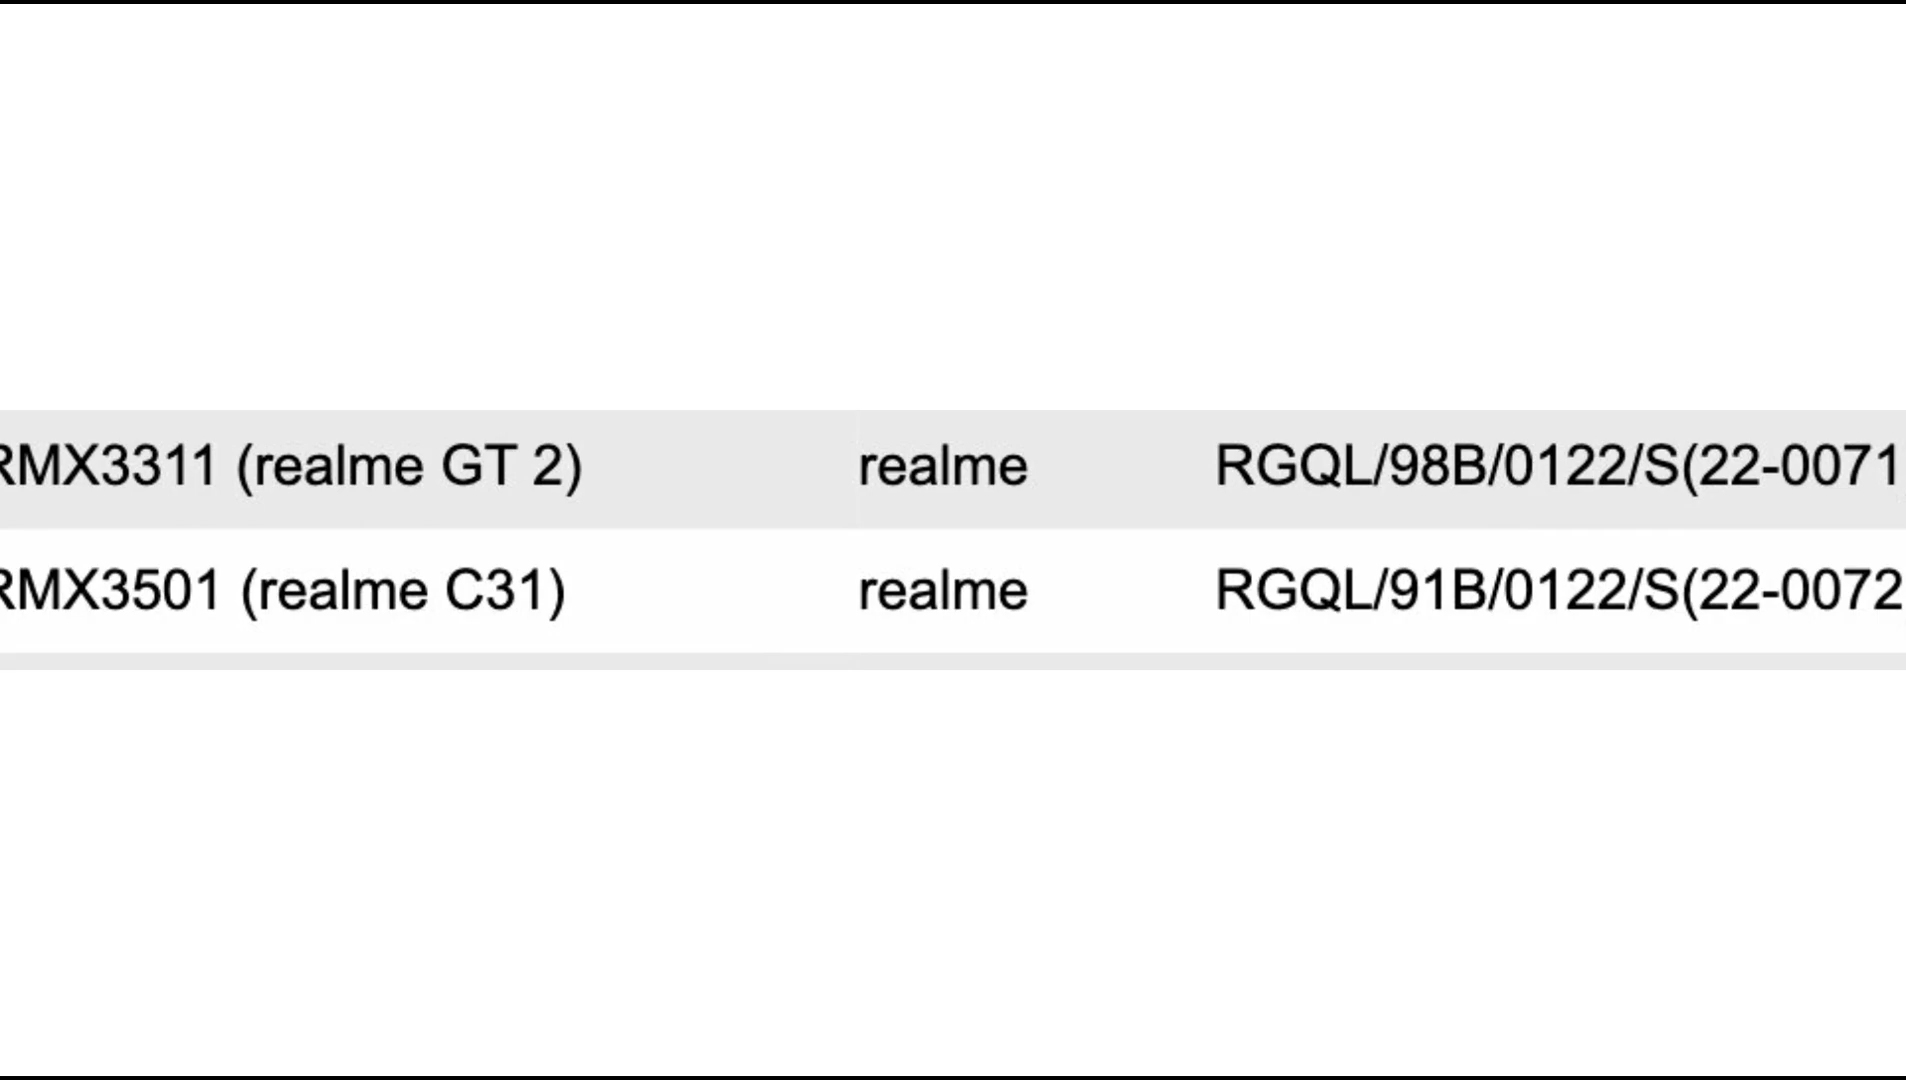 RMX3311 (realme GT 2) realme RGQL/98B/0122/S(22-0071
RMX3501 (realme C31) realme RGQL/91B/0122/S(22-0072